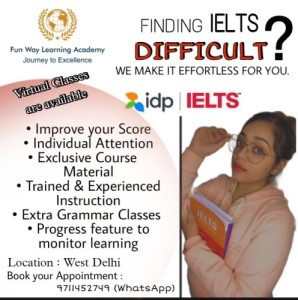 Fun Way Learning Academy
Journey to Excellence
FINDING IELTS
DIFFICULT?
WE MAKE IT EFFORTLESS FOR YOU.
Virtual Classes
are available
idp | IELTS™
• Improve your Score
• Individual Attention
• Exclusive Course
Material
• Trained & Experienced
Instruction
• Extra Grammar Classes
• Progress feature to
monitor learning
IELTS
Location : West Delhi
Book your Appointment :
9711452749 (WhatsApp)